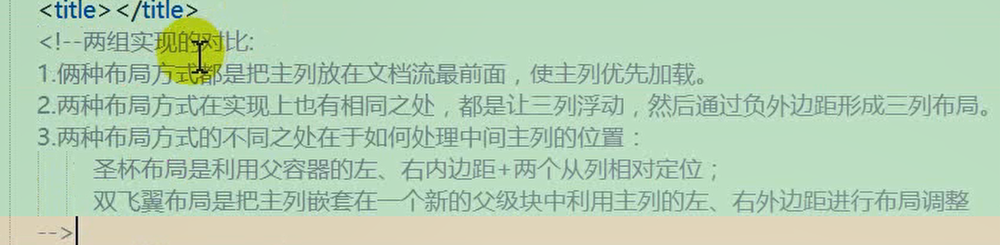 <title></title>
<!--两组实现的对比:
1.俩种布局方式都是把主列放在文档流最前面，使主列优先加载。
2.两种布局方式在实现上也有相同之处，都是让三列浮动，然后通过负外边距形成三列布局。
3.两种布局方式的不同之处在于如何处理中间主列的位置：
圣杯布局是利用父容器的左、右内边距+两个从列相对定位；
双飞翼布局是把主列嵌套在一个新的父级块中利用主列的左、右外边距进行布局调整
-->